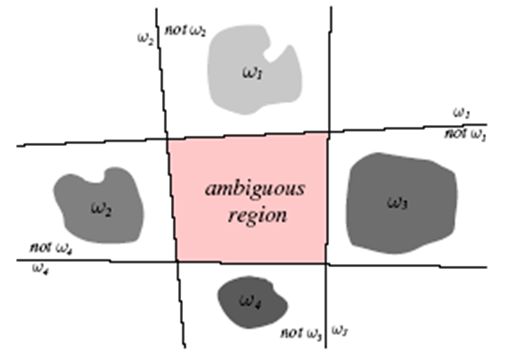 ω₂ not ω₂
ω₁
ω₁
not ω₁
ambiguous
region
ω₂
ω₃
not ω₄
ω₄
ω₄
not ω₃ ω₃